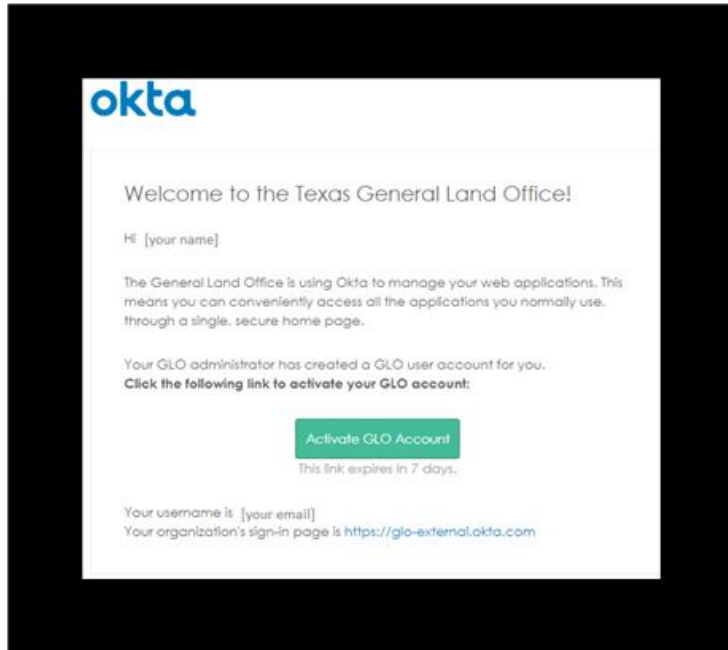 okta
Welcome to the Texas General Land Office!
Hi [your name]
The General Land Office is using Okta to manage your web applications. This
means you can conveniently access all the applications you normally use,
through a single, secure home page.
Your GLO administrator has created a GLO user account for you.
Click the following link to activate your GLO account:
Activate GLO Account
This link expires in 7 days.
Your username is [your email]
Your organization's sign-in page is https://glo-external.okta.com